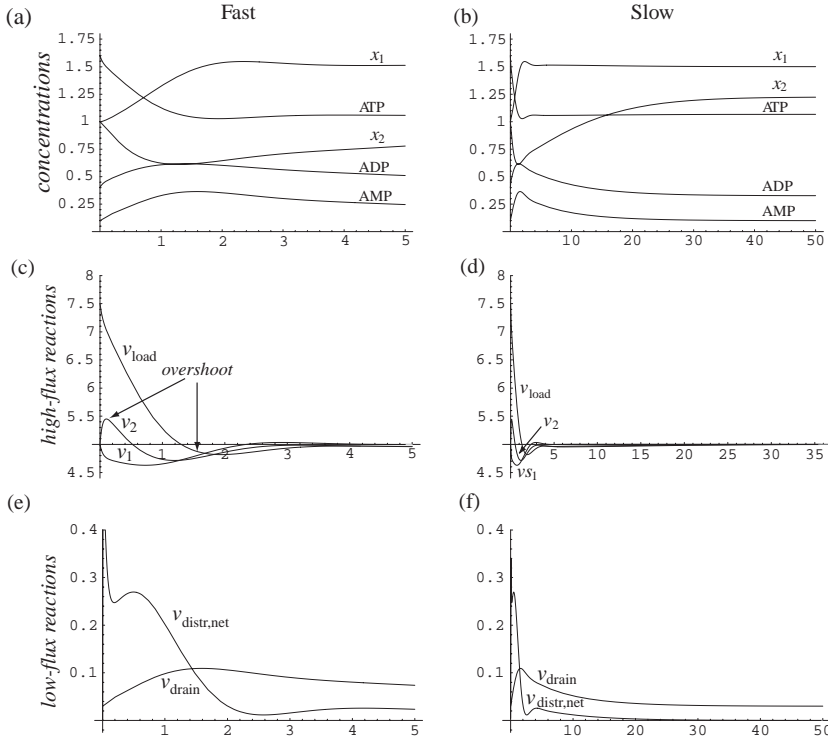 Fast
Slow
(a)
(b)
concentrations
1.75
1.5
1.25
1
0.75
0.5
0.25
x1
ATP
x2
ADP
AMP
1 2 3 4 5
1.75
1.5
1.25
1
0.75
0.5
0.25
x1
x2
ATP
ADP
AMP
10 20 30 40 50
(c)
(d)
high-flux reactions
8
7.5
7
6.5
6
5.5
4.5
vload
overshoot
v2
v1
1 2 3 4 5
8
7.5
7
6.5
6
5.5
4.5
vload
v2
vs1
5 10 15 20 25 30 35
(e)
(f)
low-flux reactions
0.4
0.3
0.2
0.1
vdistr,net
vdrain
1 2 3 4 5
0.4
0.3
0.2
0.1
vdrain
vdistr,net
10 20 30 40 50